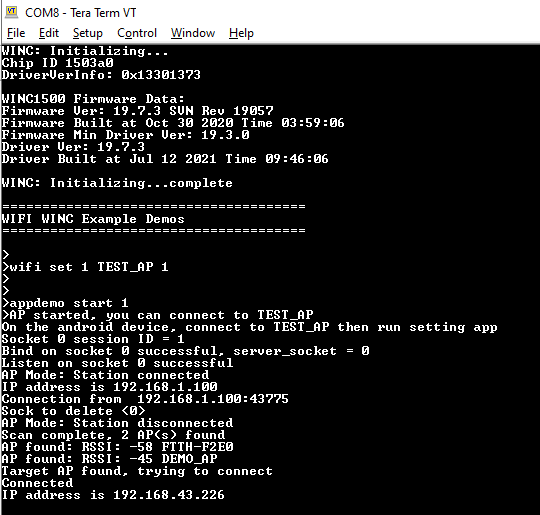 COM8 - Tera Term VT
File Edit Setup Control Window Help
WINC: Initializing...
Chip ID 1503a0
DriverVerInfo: 0x13301373
WINC1500 Firmware Data:
Firmware Ver: 19.7.3 SVN Rev 19057
Firmware Built at Oct 30 2020 Time 03:59:06
Firmware Min Driver Ver: 19.3.0
Driver Ver: 19.7.3
Driver Built at Jul 12 2021 Time 09:46:06
WINC: Initializing...complete
======================================
WIFI WINC Example Demos
======================================
>
>wifi set 1 TEST_AP 1
>
>
>appdemo start 1
>AP started, you can connect to TEST_AP
On the android device, connect to TEST_AP then run setting app
Socket 0 session ID = 1
Bind on socket 0 successful, server_socket = 0
Listen on socket 0 successful
AP Mode: Station connected
IP address is 192.168.1.100
Connection from  192.168.1.100:43775
Sock to delete <0>
AP Mode: Station disconnected
Scan complete, 2 AP(s) found
AP found: RSSI: -58 FTTH-F2E0
AP found: RSSI: -45 DEMO_AP
Target AP found, trying to connect
Connected
IP address is 192.168.43.226